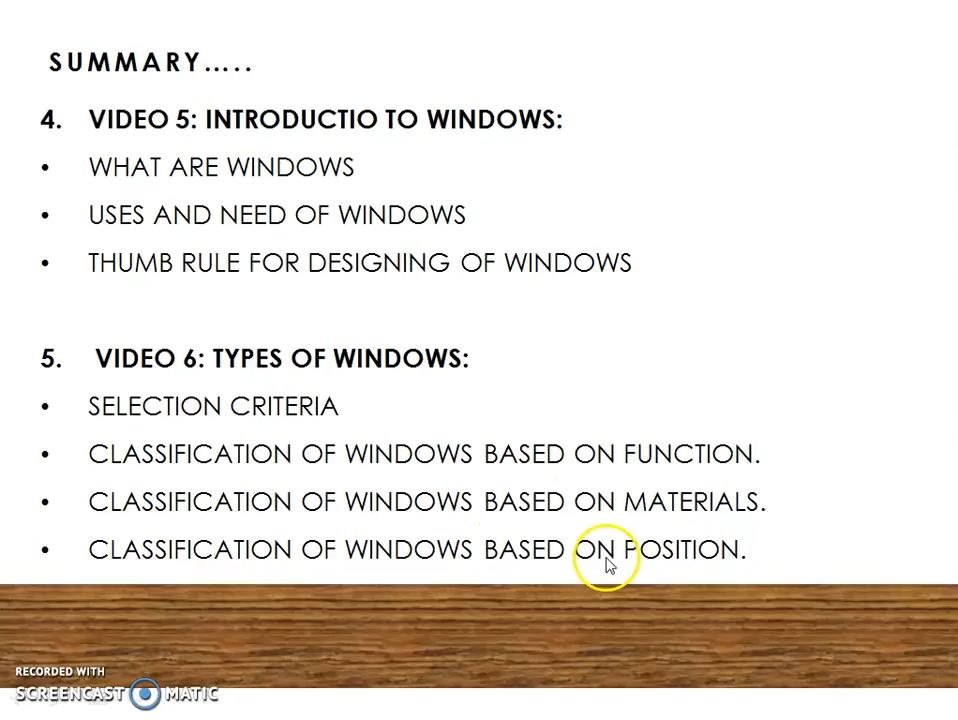 SUMMARY.....
4. VIDEO 5: INTRODUCTIO TO WINDOWS:
• WHAT ARE WINDOWS
• USES AND NEED OF WINDOWS
• THUMB RULE FOR DESIGNING OF WINDOWS
5. VIDEO 6: TYPES OF WINDOWS:
• SELECTION CRITERIA
• CLASSIFICATION OF WINDOWS BASED ON FUNCTION.
• CLASSIFICATION OF WINDOWS BASED ON MATERIALS.
• CLASSIFICATION OF WINDOWS BASED ON POSITION.
RECORDED WITH
SCREENCAST MATIC